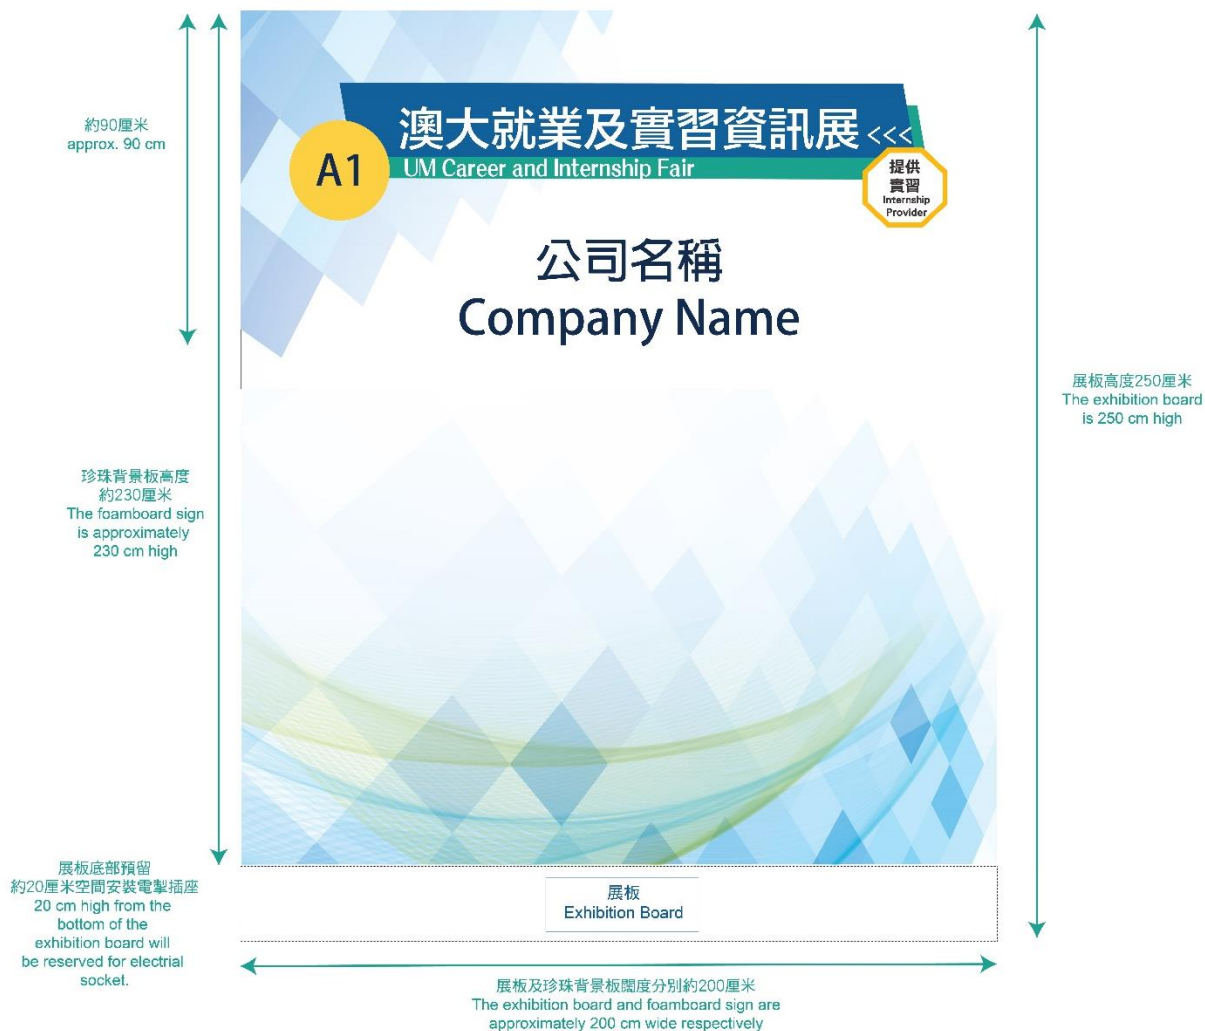 約90厘米
approx. 90 cm
澳大就業及實習資訊展 <<<
UM Career and Internship Fair
A1
提供
實習
Internship
Provider
公司名稱
Company Name
展板高度250厘米
The exhibition board
is 250 cm high
珍珠背景板高度
約230厘米
The foamboard sign
is approximately
230 cm high
展板底部預留
約20厘米空間安裝電掣插座
20 cm high from the
bottom of the
exhibition board will
be reserved for electrial
socket.
展板
Exhibition Board
展板及珍珠背景板闊度分別約200厘米
The exhibition board and foamboard sign are
approximately 200 cm wide respectively